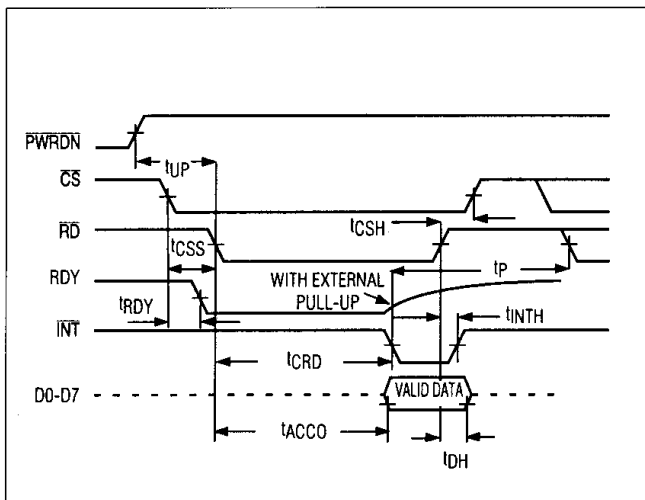 PWRDN
tUP
CS
tCSH
RD
tCSS
tP
RDY
WITH EXTERNAL
PULL-UP
tRDY
tINTH
INT
tCRD
VALID DATA
D0-D7
tACCO
tDH